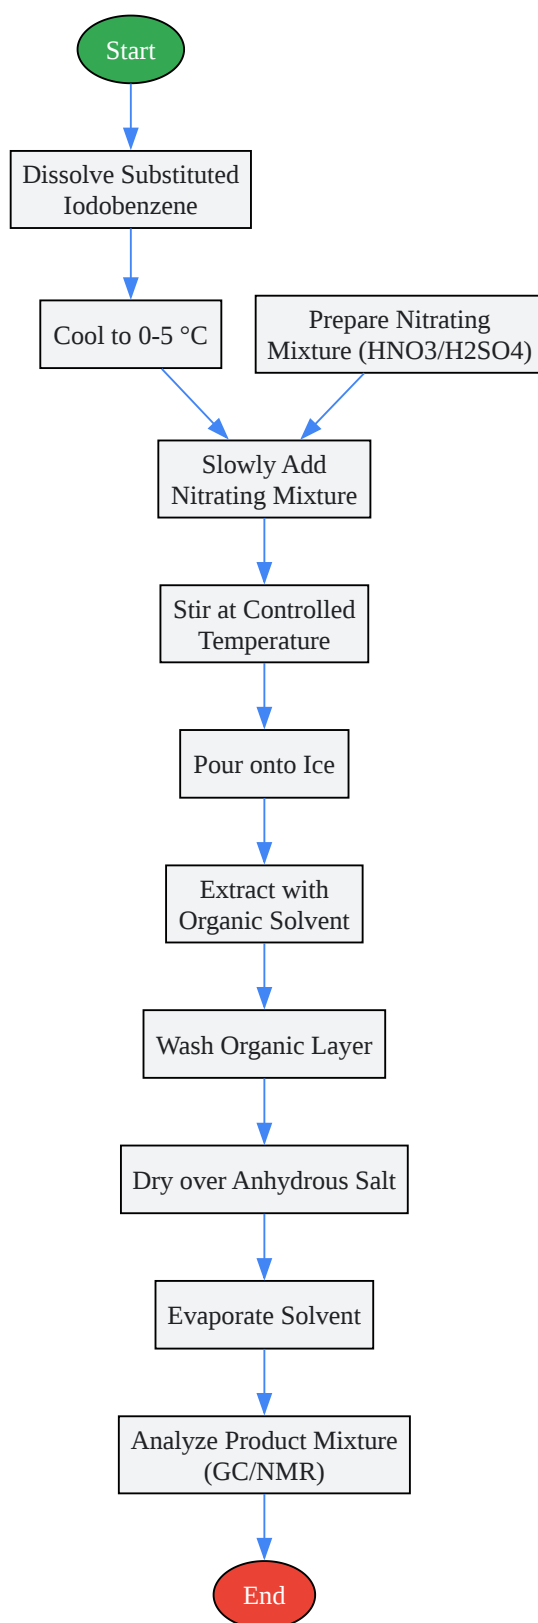 Start
Dissolve Substituted
Iodobenzene
Cool to 0-5 °C
Prepare Nitrating
Mixture (HNO3/H2SO4)
Slowly Add
Nitrating Mixture
Stir at Controlled
Temperature
Pour onto Ice
Extract with
Organic Solvent
Wash Organic Layer
Dry over Anhydrous Salt
Evaporate Solvent
Analyze Product Mixture
(GC/NMR)
End